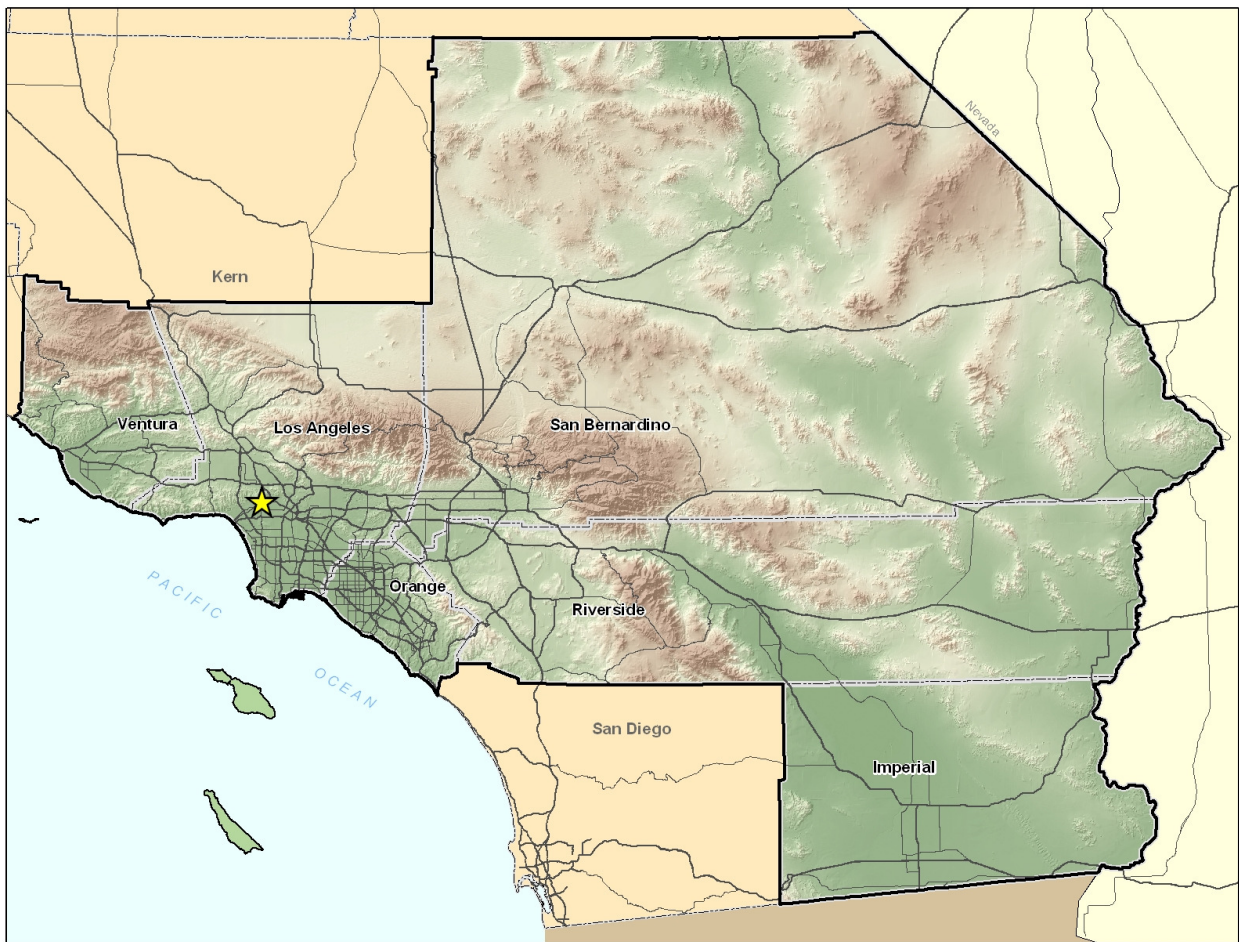 Nevada
Kern
Ventura
Los Angeles
San Bernardino
PACIFIC
Orange
Riverside
OCEAN
San Diego
Imperial